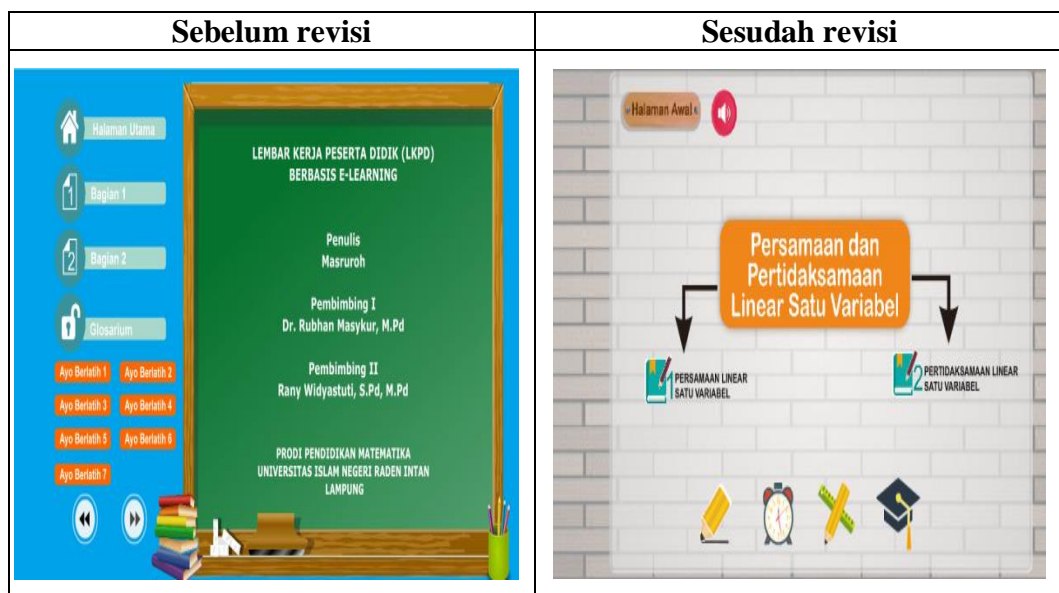 Sebelum revisi
Sesudah revisi
Halaman Utama
Bagian 1
Bagian 2
Glosarium
Ayo Berlatih 1
Ayo Berlatih 2
Ayo Berlatih 3
Ayo Berlatih 4
Ayo Berlatih 5
Ayo Berlatih 6
Ayo Berlatih 7
LEMBAR KERJA PESERTA DIDIK (LKPD)
BERBASIS E-LEARNING
Penulis
Masruroh
Pembimbing I
Dr. Rubhan Masykur, M.Pd
Pembimbing II
Rany Widyastuti, S.Pd, M.Pd
PRODI PENDIDIKAN MATEMATIKA
UNIVERSITAS ISLAM NEGERI RADEN INTAN
LAMPUNG
Halaman Awal
Persamaan dan
Pertidaksamaan
Linear Satu Variabel
1 PERSAMAAN LINEAR
SATU VARIABEL
2 PERTIDAKSAMAAN LINEAR
SATU VARIABEL